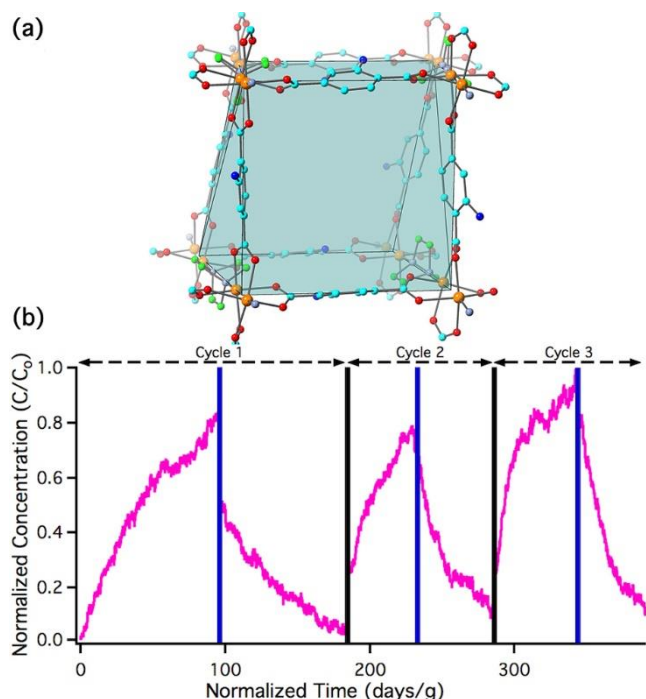 (a)
(b)
Cycle 1 Cycle 2 Cycle 3
Normalized Concentration (C/C₀)
1.0
0.8
0.6
0.4
0.2
0.0
0 100 200 300
Normalized Time (days/g)